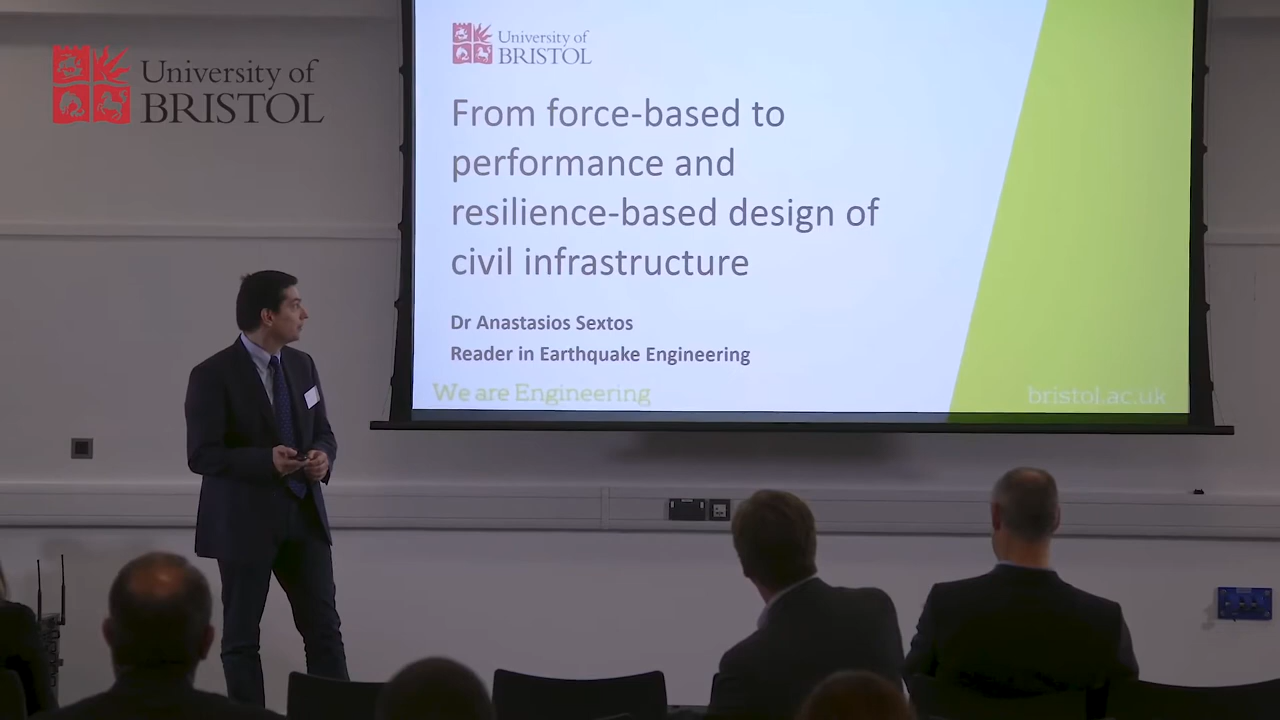 University of
BRISTOL
University of
BRISTOL
From force-based to
performance and
resilience-based design of
civil infrastructure
Dr Anastasios Sextos
Reader in Earthquake Engineering
We are Engineering
bristol.ac.uk